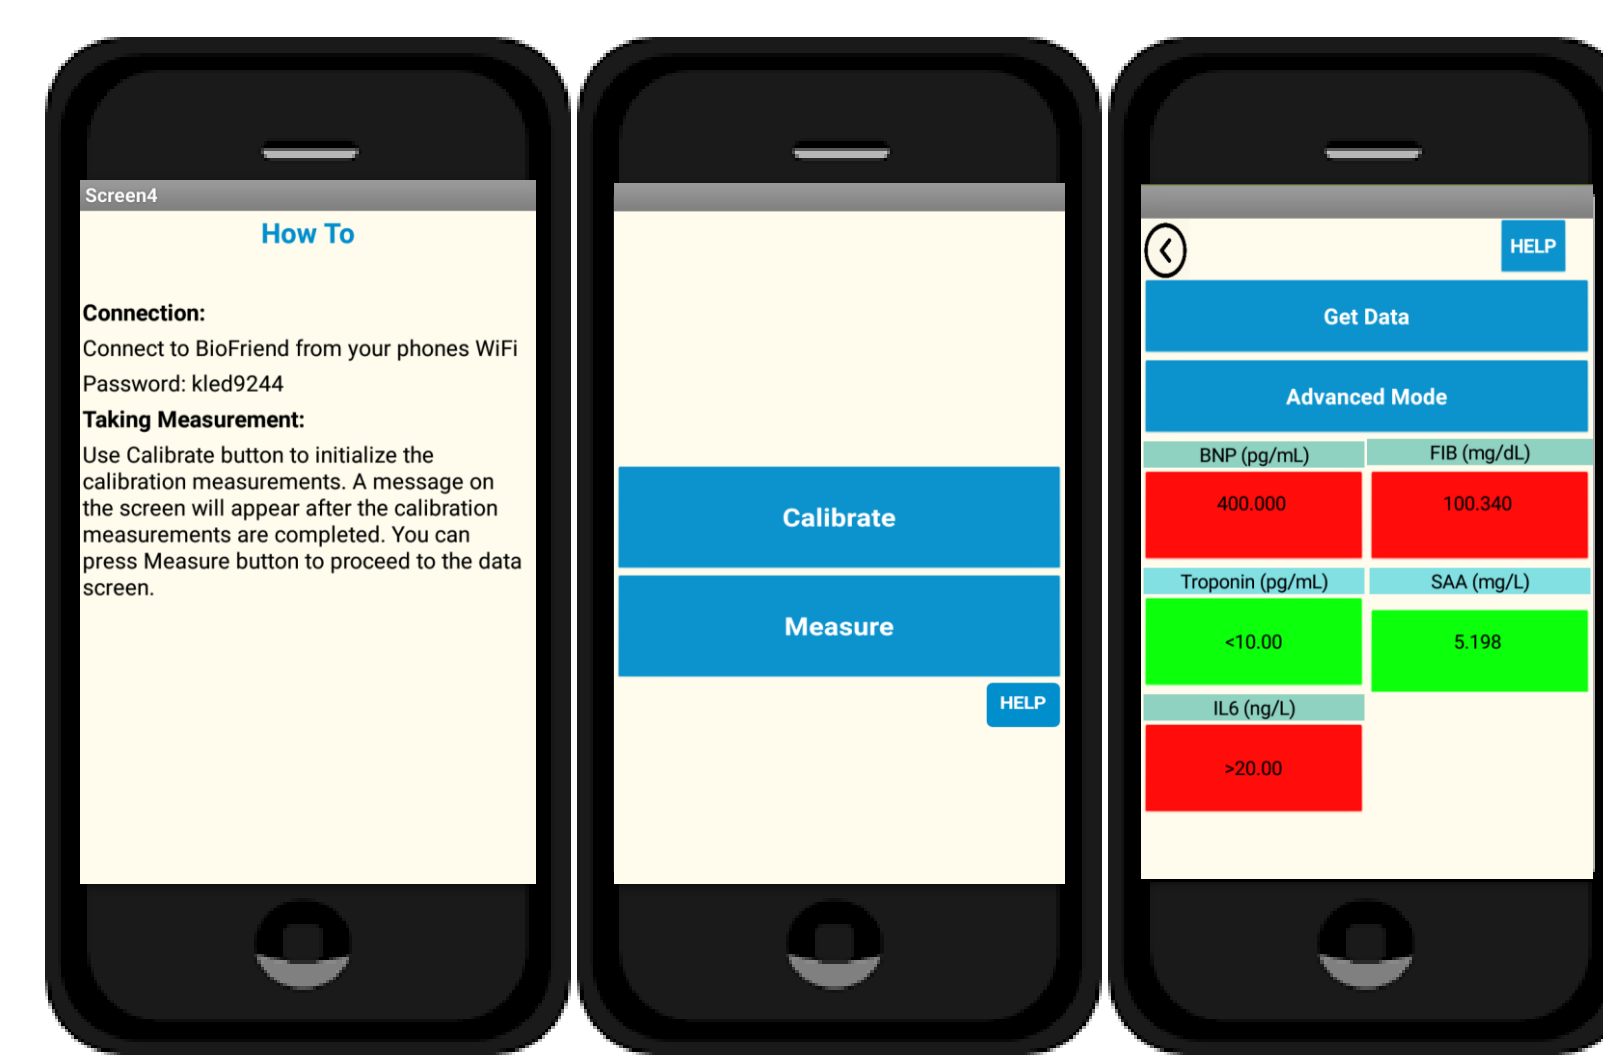 Screen4
How To
Connection:
Connect to BioFriend from your phones WiFi
Password: kled9244
Taking Measurement:
Use Calibrate button to initialize the
calibration measurements. A message on
the screen will appear after the calibration
measurements are completed. You can
press Measure button to proceed to the data
screen.
Calibrate
Measure
HELP
HELP
Get Data
Advanced Mode
BNP (pg/mL)
FIB (mg/dL)
400.000
100.340
Troponin (pg/mL)
SAA (mg/L)
<10.00
5.198
IL6 (ng/L)
>20.00